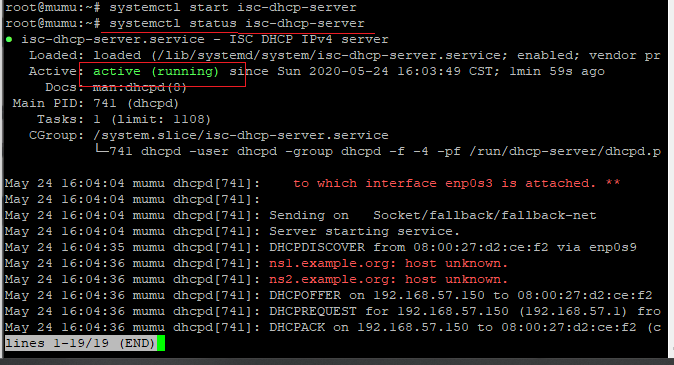 root@mumu:~# systemctl start isc-dhcp-server
root@mumu:~# systemctl status isc-dhcp-server
● isc-dhcp-server.service - ISC DHCP IPv4 server
Loaded: loaded (/lib/systemd/system/isc-dhcp-server.service; enabled; vendor pr
Active: active (running) since Sun 2020-05-24 16:03:49 CST; 1min 59s ago
Docs: man:dhcpd(8)
Main PID: 741 (dhcpd)
Tasks: 1 (limit: 1108)
CGroup: /system.slice/isc-dhcp-server.service
└─741 dhcpd -user dhcpd -group dhcpd -f -4 -pf /run/dhcp-server/dhcpd.p
May 24 16:04:04 mumu dhcpd[741]:    to which interface enp0s3 is attached. **
May 24 16:04:04 mumu dhcpd[741]:
May 24 16:04:04 mumu dhcpd[741]: Sending on   Socket/fallback/fallback-net
May 24 16:04:04 mumu dhcpd[741]: Server starting service.
May 24 16:04:35 mumu dhcpd[741]: DHCPDISCOVER from 08:00:27:d2:ce:f2 via enp0s9
May 24 16:04:36 mumu dhcpd[741]: ns1.example.org: host unknown.
May 24 16:04:36 mumu dhcpd[741]: ns2.example.org: host unknown.
May 24 16:04:36 mumu dhcpd[741]: DHCPOFFER on 192.168.57.150 to 08:00:27:d2:ce:f2
May 24 16:04:36 mumu dhcpd[741]: DHCPREQUEST for 192.168.57.150 (192.168.57.1) fro
May 24 16:04:36 mumu dhcpd[741]: DHCPACK on 192.168.57.150 to 08:00:27:d2:ce:f2 (c
lines 1-19/19 (END)